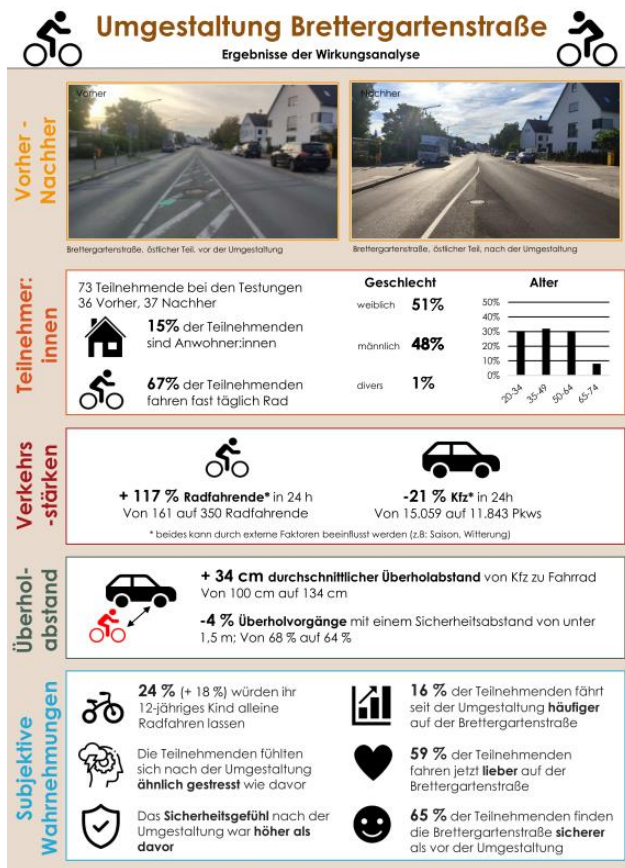 Umgestaltung Brettergartenstraße
Ergebnisse der Wirkungsanalyse
Vorher -
Nachher
Vorher
Nachher
Brettergartenstraße, östlicher Teil, vor der Umgestaltung
Brettergartenstraße, östlicher Teil, nach der Umgestaltung
Teilnehmer:
innen
73 Teilnehmende bei den Testungen
36 Vorher, 37 Nachher
15% der Teilnehmenden
sind Anwohner:innen
67% der Teilnehmenden
fahren fast täglich Rad
Geschlecht
weiblich 51%
männlich 48%
divers 1%
Alter
50%
40%
30%
20%
10%
0%
20-34
35-49
50-64
65-74
Verkehrs
-stärken
+ 117 % Radfahrende* in 24 h
Von 161 auf 350 Radfahrende
-21 % Kfz* in 24h
Von 15.059 auf 11.843 Pkws
* beides kann durch externe Faktoren beeinflusst werden (z.B: Saison, Witterung)
Überhol-
abstand
+ 34 cm durchschnittlicher Überholabstand von Kfz zu Fahrrad
Von 100 cm auf 134 cm
-4 % Überholvorgänge mit einem Sicherheitsabstand von unter
1,5 m; Von 68 % auf 64 %
Subjektive
Wahrnehmungen
24 % (+ 18 %) würden ihr
12-jähriges Kind alleine
Radfahren lassen
Die Teilnehmenden fühlten
sich nach der Umgestaltung
ähnlich gestresst wie davor
Das Sicherheitsgefühl nach der
Umgestaltung war höher als
davor
16 % der Teilnehmenden fährt
seit der Umgestaltung häufiger
auf der Brettergartenstraße
59 % der Teilnehmenden
fahren jetzt lieber auf der
Brettergartenstraße
65 % der Teilnehmenden finden
die Brettergartenstraße sicherer
als vor der Umgestaltung